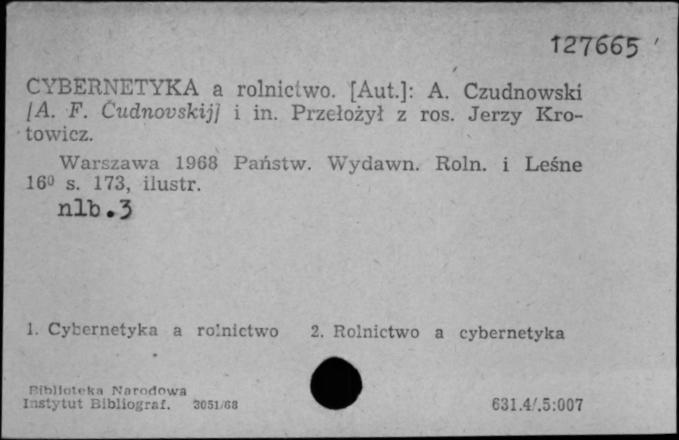 127665
CYBERNETYKA a rolnictwo. [Aut.]: A. Czudnowski
[A. F. Čudnovskij] i in. Przełożył z ros. Jerzy Kro-
towicz.
Warszawa 1968 Państw. Wydawn. Roln. i Leśne
16⁰ s. 173, ilustr.
nlb.3
1. Cybernetyka a rolnictwo 2. Rolnictwo a cybernetyka
Biblioteka Narodowa
Instytut Bibliograf. 3051/68 631.4/.5:007